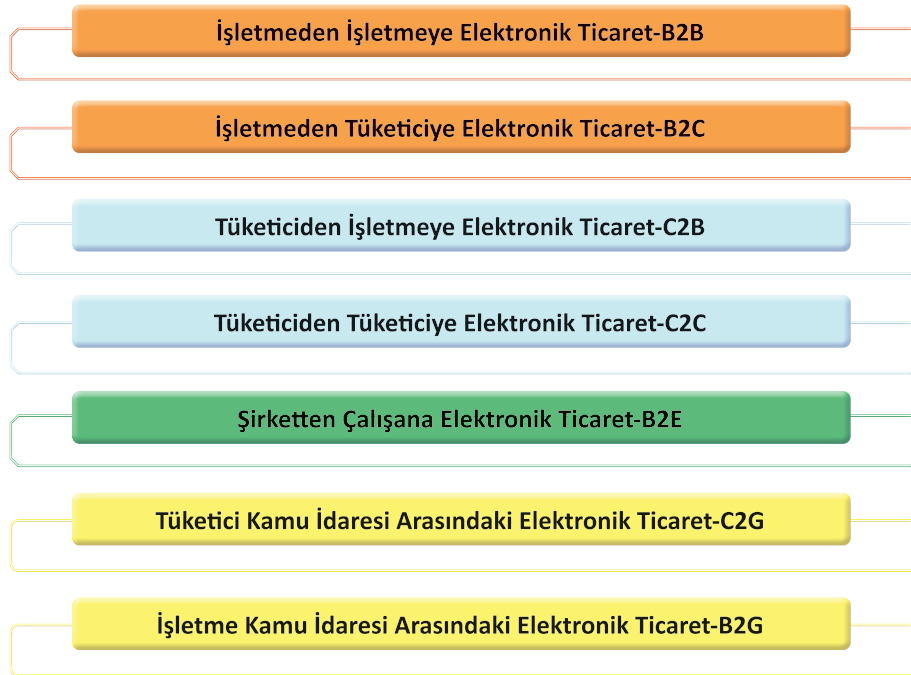 İşletmeden İşletmeye Elektronik Ticaret-B2B
İşletmeden Tüketiciye Elektronik Ticaret-B2C
Tüketiciden İşletmeye Elektronik Ticaret-C2B
Tüketiciden Tüketiciye Elektronik Ticaret-C2C
Şirketten Çalışana Elektronik Ticaret-B2E
Tüketici Kamu İdaresi Arasındaki Elektronik Ticaret-C2G
İşletme Kamu İdaresi Arasındaki Elektronik Ticaret-B2G